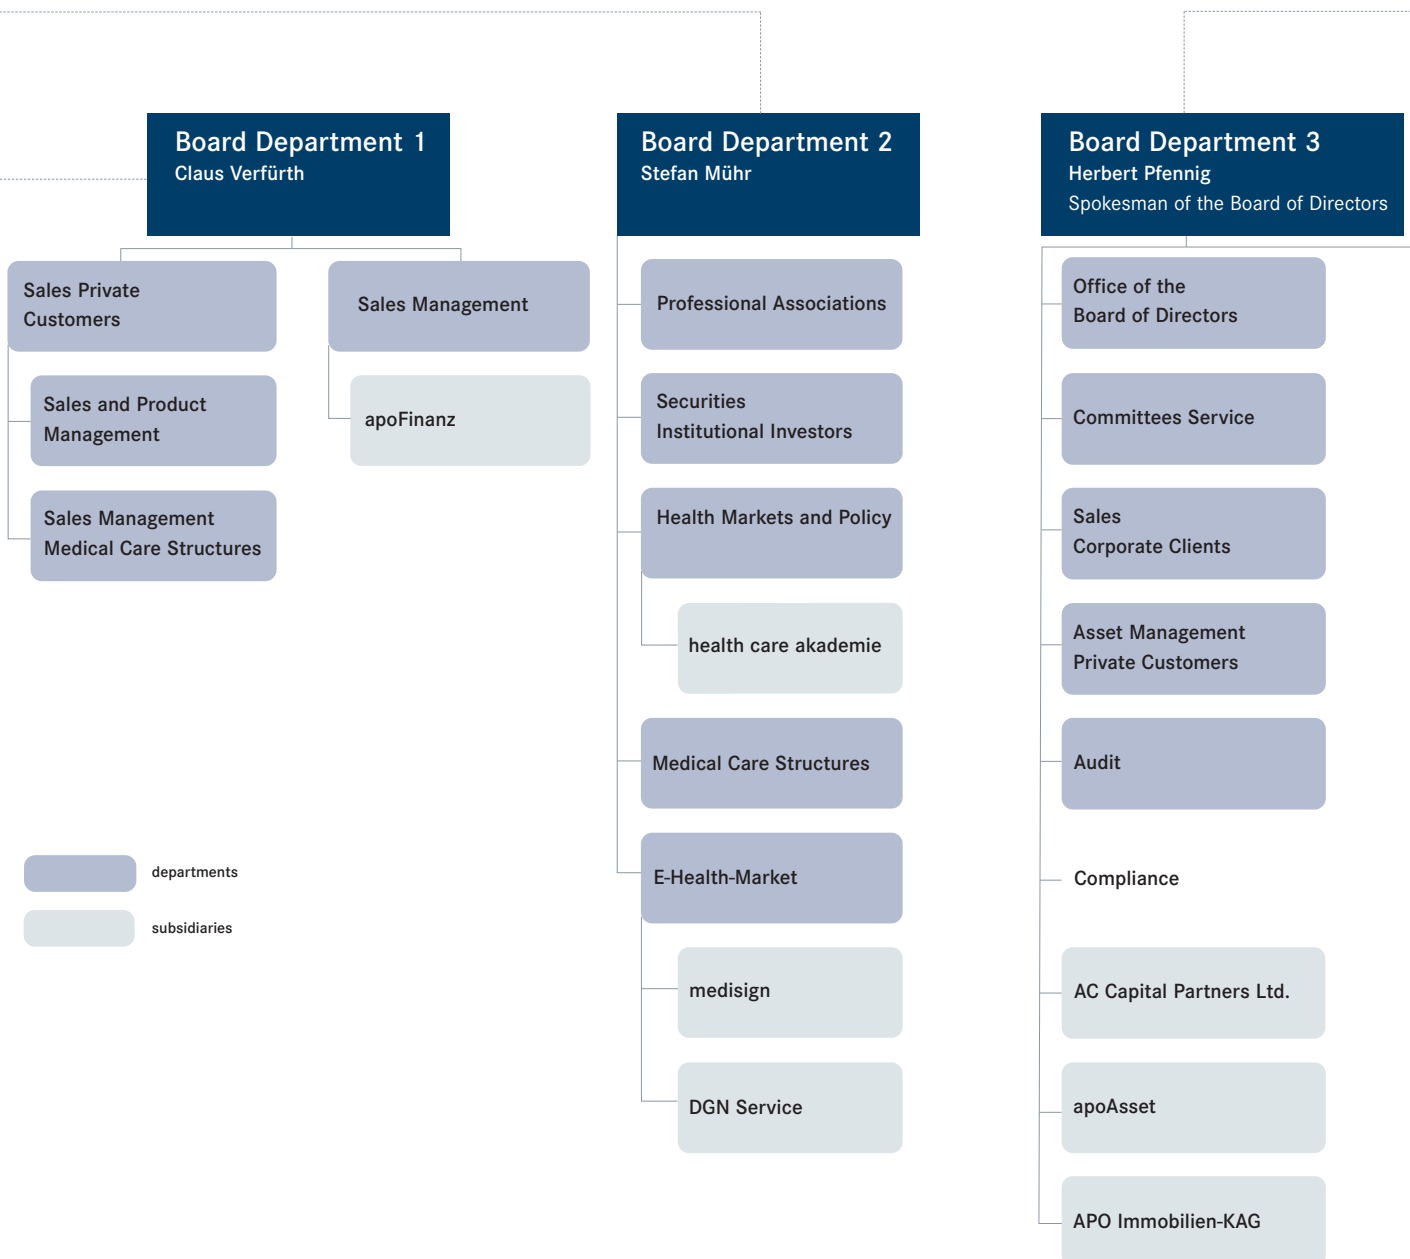 Board Department 1
Claus Verfürth
Sales Private
Customers
Sales and Product
Management
Sales Management
Medical Care Structures
Sales Management
apoFinanz
departments
subsidiaries
Board Department 2
Stefan Mühr
Professional Associations
Securities
Institutional Investors
Health Markets and Policy
health care akademie
Medical Care Structures
E-Health-Market
medisign
DGN Service
Board Department 3
Herbert Pfennig
Spokesman of the Board of Directors
Office of the
Board of Directors
Committees Service
Sales
Corporate Clients
Asset Management
Private Customers
Audit
Compliance
AC Capital Partners Ltd.
apoAsset
APO Immobilien-KAG